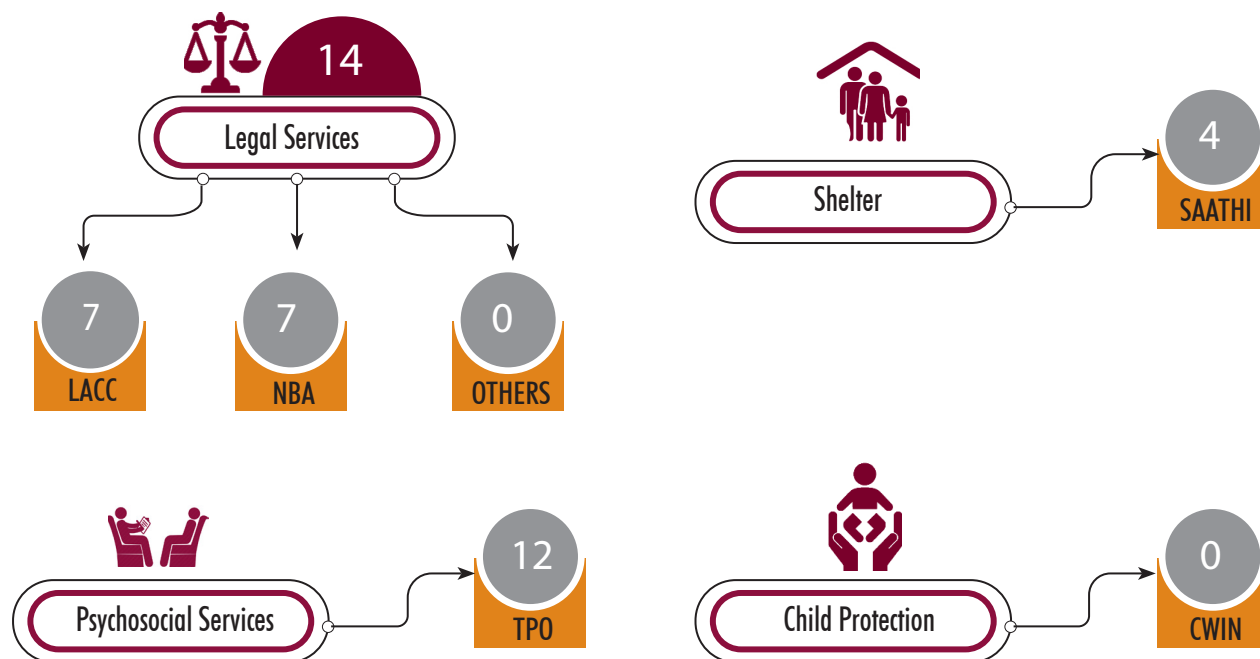 14
Legal Services
7
LACC
7
NBA
0
OTHERS
Shelter
4
SAATHI
12
Psychosocial Services
TPO
0
Child Protection
CWIN